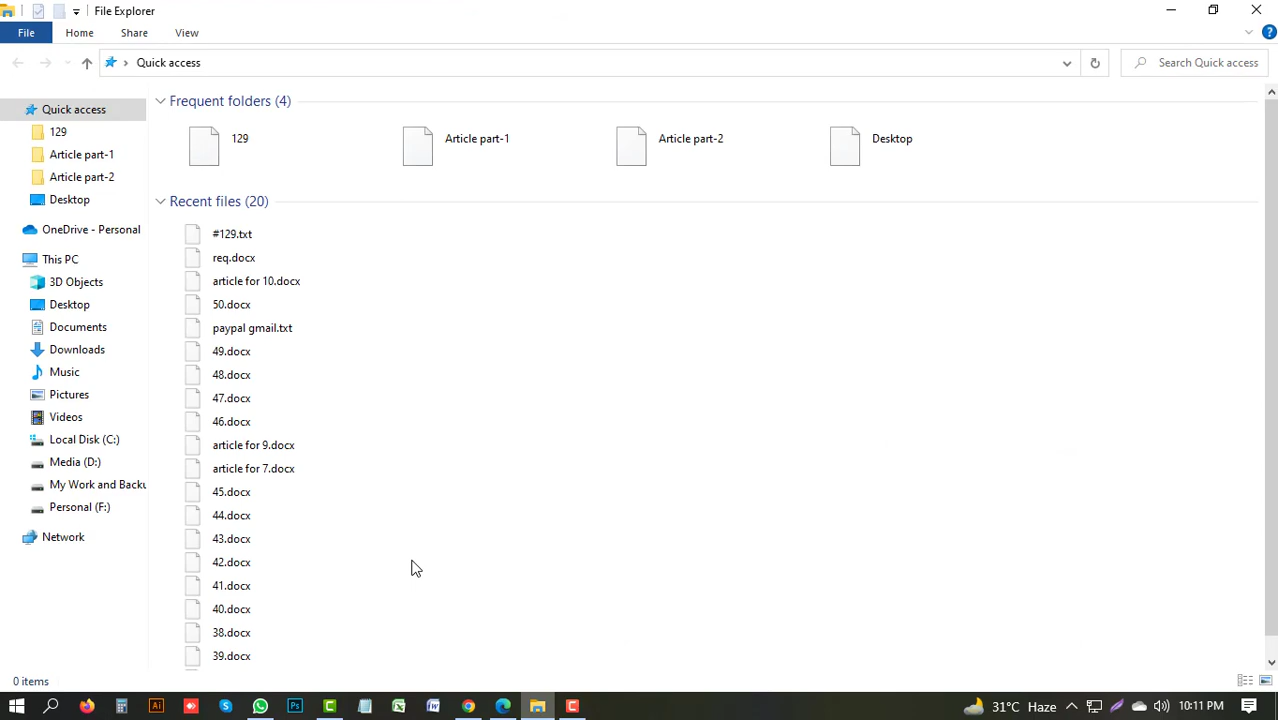 File Explorer
File Home Share View
Quick access
Search Quick access
Quick access
129
Article part-1
Article part-2
Desktop
OneDrive - Personal
This PC
3D Objects
Desktop
Documents
Downloads
Music
Pictures
Videos
Local Disk (C:)
Media (D:)
My Work and Backu
Personal (F:)
Network
Frequent folders (4)
129 Article part-1 Article part-2 Desktop
Recent files (20)
#129.txt
req.docx
article for 10.docx
50.docx
paypal gmail.txt
49.docx
48.docx
47.docx
46.docx
article for 9.docx
article for 7.docx
45.docx
44.docx
43.docx
42.docx
41.docx
40.docx
38.docx
39.docx
0 items
31°C Haze 10:11 PM